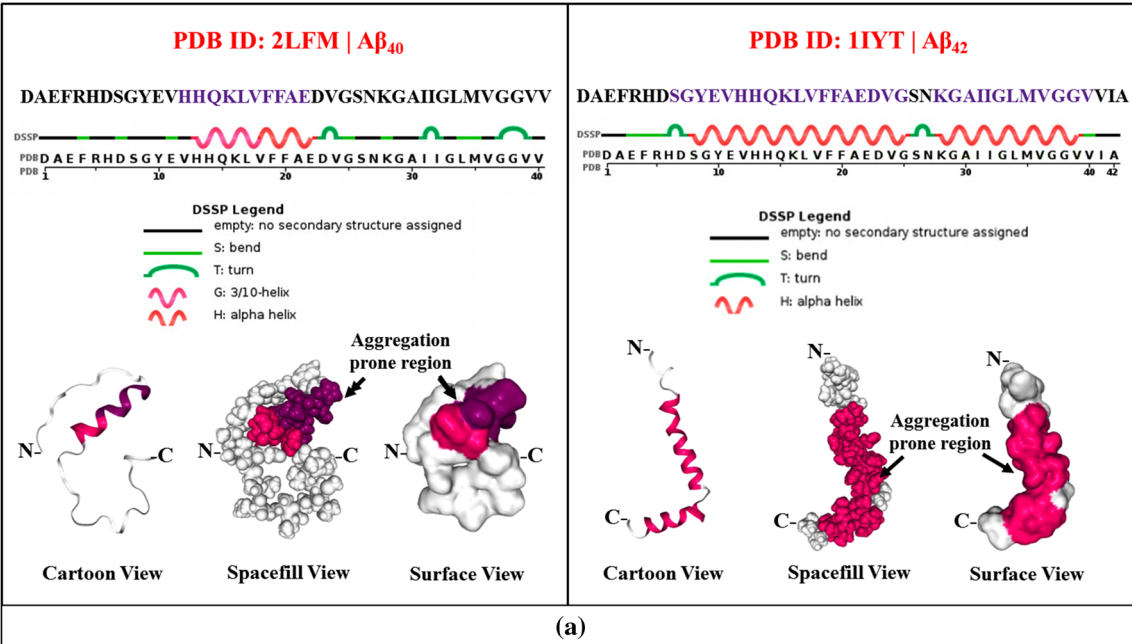 PDB ID: 2LFM | Aβ40
DAEFRHDSGYEVHHQKLVFFAEDVGSNKGAIIGLMVGGVV
DSSP
PDB DAEFRHDSGYEVHHQKLVFFAEDVGSNKGAIIGLMVGGVV
PDB
1 10 20 30 40
DSSP Legend
empty: no secondary structure assigned
S: bend
T: turn
G: 3/10-helix
H: alpha helix
Aggregation
prone region
N- -C N- -C N- -C
Cartoon View Spacefill View Surface View
PDB ID: 1IYT | Aβ42
DAEFRHDSGYEVHHQKLVFFAEDVGSNKGAIIGLMVGGVVIA
DSSP
PDB DAEFRHDSGYEVHHQKLVFFAEDVGSNKGAIIGLMVGGVVIA
PDB
1 10 20 30 40 42
DSSP Legend
empty: no secondary structure assigned
S: bend
T: turn
H: alpha helix
N- N- N-
Aggregation
prone region
C- C- C-
Cartoon View Spacefill View Surface View
(a)